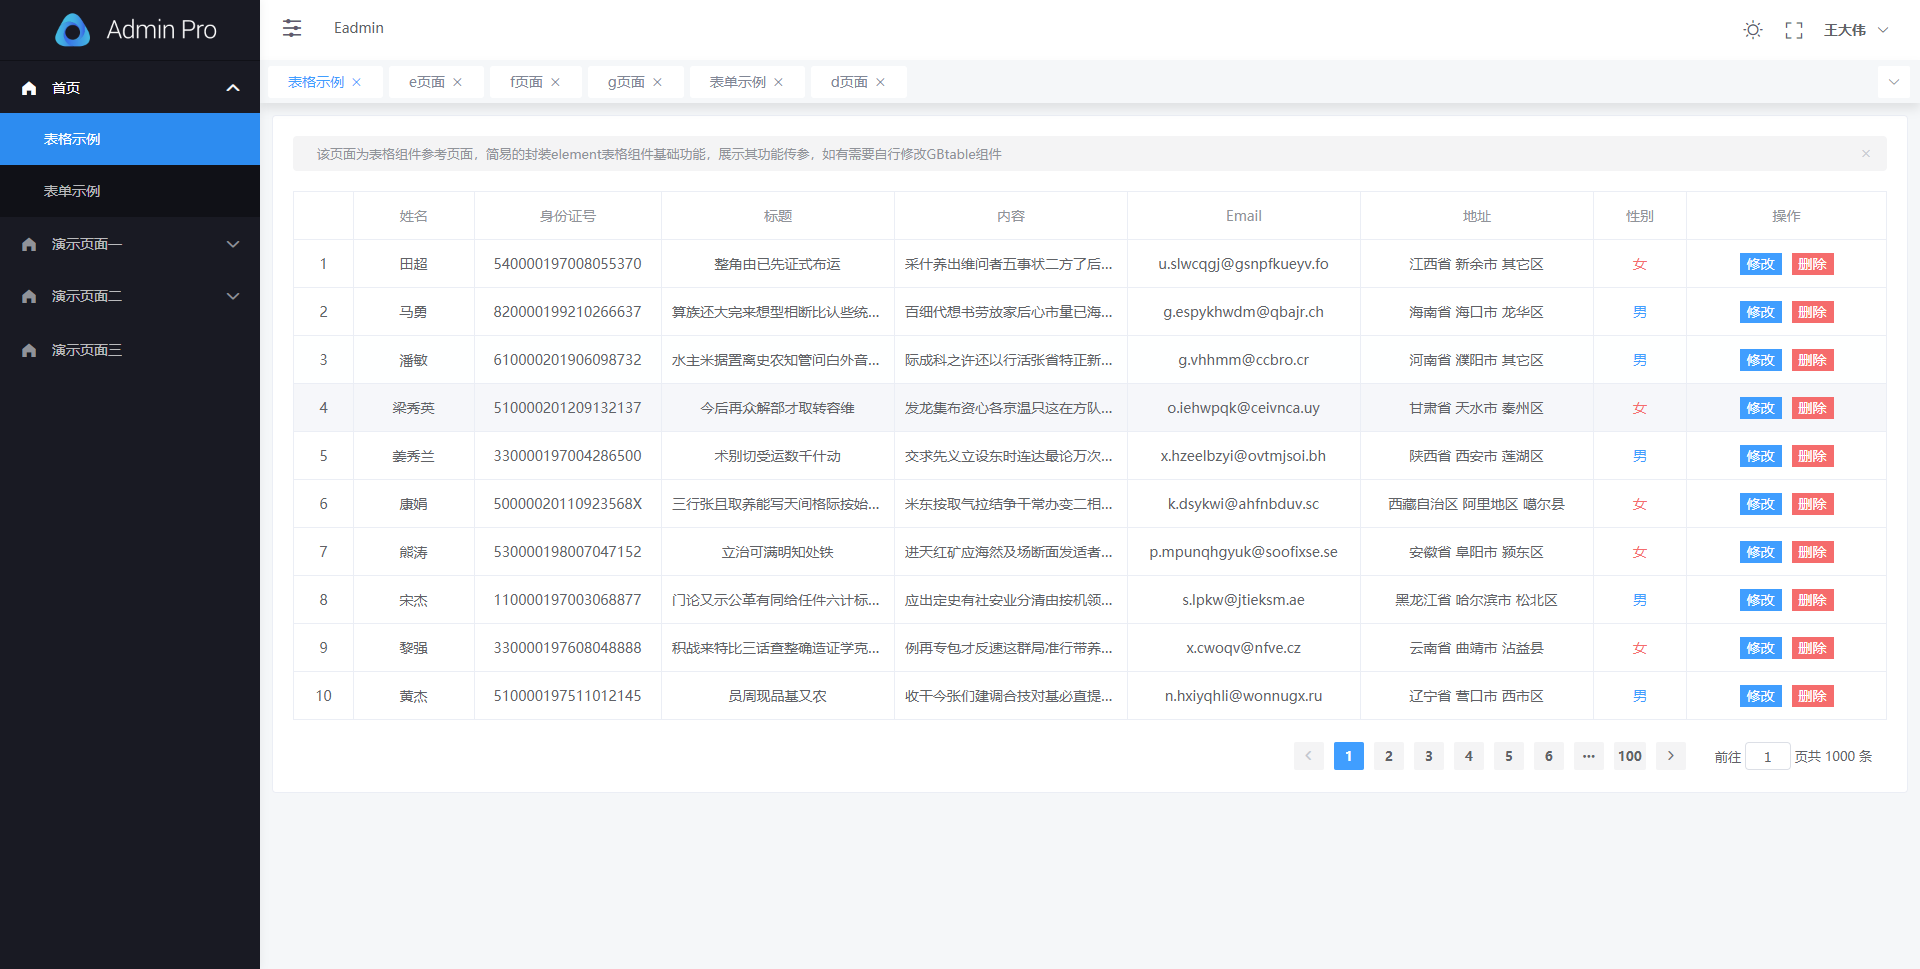 Admin Pro
Eadmin
王大伟
首页
表格示例
表单示例
演示页面一
演示页面二
演示页面三
表格示例 e页面 f页面 g页面 表单示例 d页面
该页面为表格组件参考页面，简易的封装element表格组件基础功能，展示其功能传参，如有需要自行修改GBtable组件
姓名 身份证号 标题 内容 Email 地址 性别 操作
1 田超 540000197008055370 整角由已先证式布运 采什养出维问者五事状二方了后... u.slwcqgj@gsnpfkueyv.fo 江西省 新余市 其它区 女 修改 删除
2 马勇 820000199210266637 算族还大完来想型相断比认些统... 百细代想书劳放家后心市量已海... g.espykhwdm@qbajr.ch 海南省 海口市 龙华区 男 修改 删除
3 潘敏 610000201906098732 水主米据置离史农知管问白外音... 际成科之许还以行活张省特正新... g.vhhmm@ccbro.cr 河南省 濮阳市 其它区 男 修改 删除
4 梁秀英 510000201209132137 今后再众解部才取转容维 发龙集布资心各京温只这在方队... o.iehwpqk@ceivnca.uy 甘肃省 天水市 秦州区 女 修改 删除
5 姜秀兰 330000197004286500 术别切受运数千什动 交求先义立设东时连达最论万次... x.hzeelbzyi@ovtmjsoi.bh 陕西省 西安市 莲湖区 男 修改 删除
6 康娟 50000020110923568X 三行张且取养能写天间格际按始... 米东按取气拉结争干常办变二相... k.dsykwi@ahfnbduv.sc 西藏自治区 阿里地区 噶尔县 女 修改 删除
7 熊涛 530000198007047152 立治可满明知处铁 进天红矿应海然及场断面发适者... p.mpunqhgyuk@soofixse.se 安徽省 阜阳市 颍东区 女 修改 删除
8 宋杰 110000197003068877 门论又示公革有同给任件六计标... 应出定史有社安业分清由按机领... s.lpkw@jtieksm.ae 黑龙江省 哈尔滨市 松北区 男 修改 删除
9 黎强 330000197608048888 积战来特比三话查整确造证学克... 例再专包才反速这群局准行带养... x.cwoqv@nfve.cz 云南省 曲靖市 沾益县 女 修改 删除
10 黄杰 510000197511012145 员周现品基又农 收干今张们建调合技对基必直提... n.hxiyqhli@wonnugx.ru 辽宁省 营口市 西市区 男 修改 删除
1 2 3 4 5 6 ... 100 前往 1 页共 1000 条